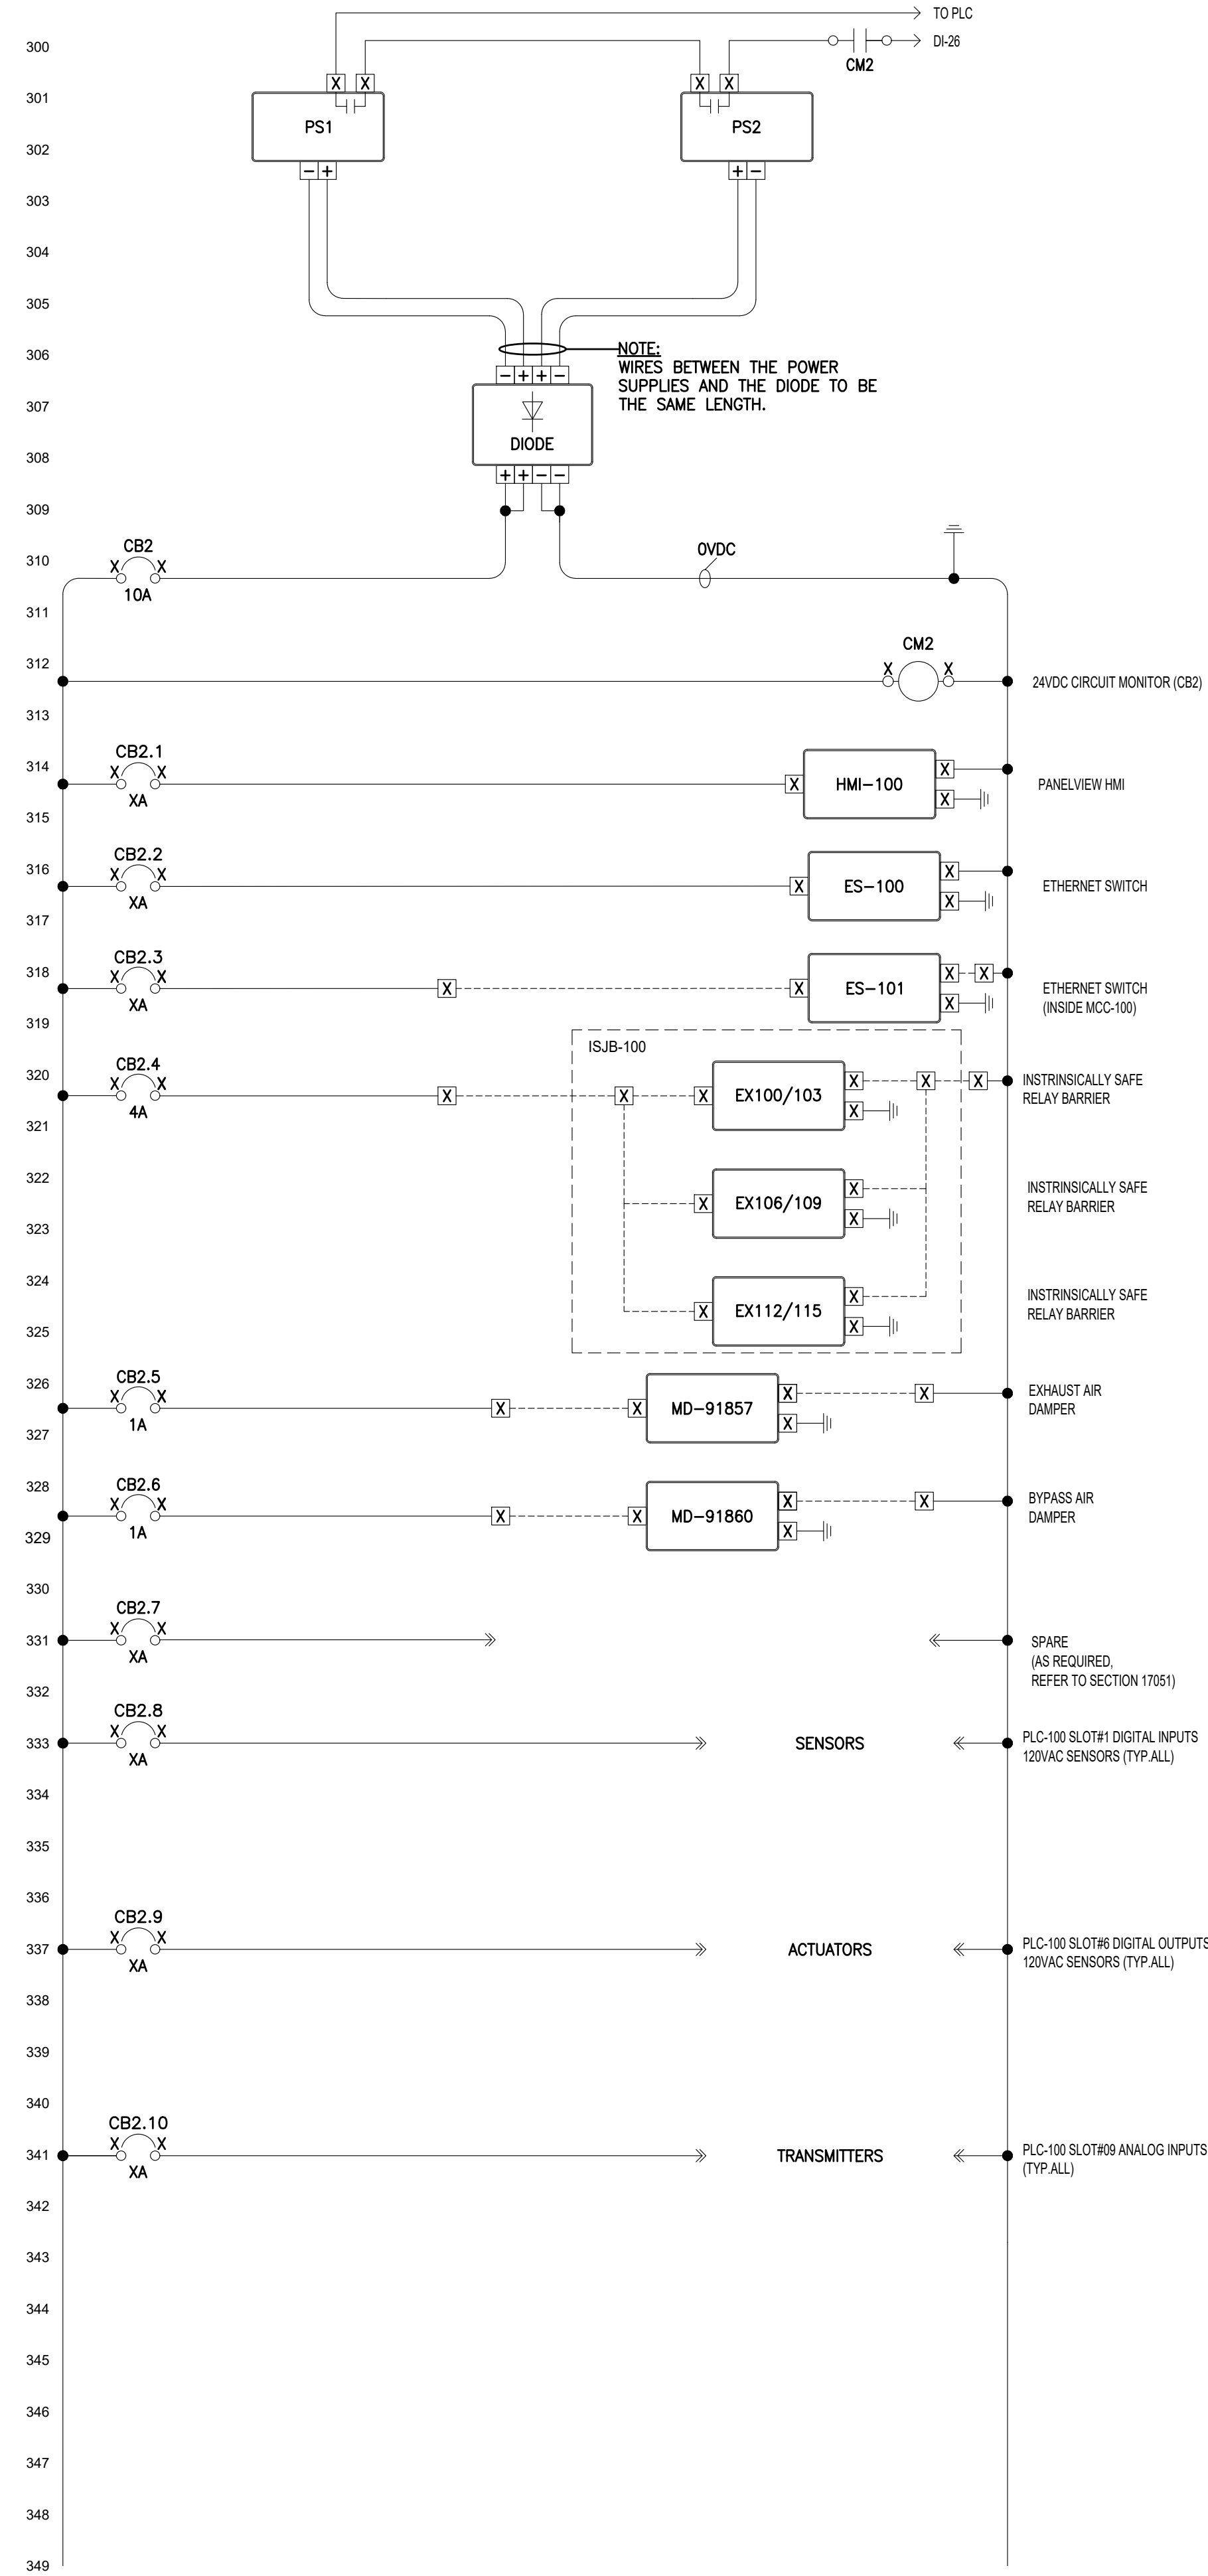 TO PLC
300
DI-26
CM2
X X X X
301
PS1 PS2
302
- + + -
303
304
305
306
NOTE:
WIRES BETWEEN THE POWER
SUPPLIES AND THE DIODE TO BE
THE SAME LENGTH.
- + + -
307
DIODE
308
+ + - -
309
CB2
0VDC
310
X X
10A
311
CM2
312
X X
24VDC CIRCUIT MONITOR (CB2)
313
CB2.1
314
X X
X HMI-100 X
X
PANELVIEW HMI
XA
315
CB2.2
316
X X
X ES-100 X
X
ETHERNET SWITCH
XA
317
CB2.3
318
X X
X X ES-101 X X
X
ETHERNET SWITCH
(INSIDE MCC-100)
XA
319
ISJB-100
CB2.4
320
X X
X X X EX100/103 X X X
X
INSTRINSICALLY SAFE
RELAY BARRIER
4A
321
322
X EX106/109 X
X
INSTRINSICALLY SAFE
RELAY BARRIER
323
324
X EX112/115 X
X
INSTRINSICALLY SAFE
RELAY BARRIER
325
CB2.5
326
X X
X X MD-91857 X X
X
EXHAUST AIR
DAMPER
1A
327
CB2.6
328
X X
X X MD-91860 X X
X
BYPASS AIR
DAMPER
1A
329
330
CB2.7
X X
331
XA
SPARE
(AS REQUIRED,
REFER TO SECTION 17051)
332
CB2.8
X X
333
SENSORS
PLC-100 SLOT#1 DIGITAL INPUTS
120VAC SENSORS (TYP.ALL)
XA
334
335
336
CB2.9
X X
337
ACTUATORS
PLC-100 SLOT#6 DIGITAL OUTPUTS
120VAC SENSORS (TYP.ALL)
XA
338
339
340
CB2.10
X X
341
TRANSMITTERS
PLC-100 SLOT#09 ANALOG INPUTS
(TYP.ALL)
XA
342
343
344
345
346
347
348
349